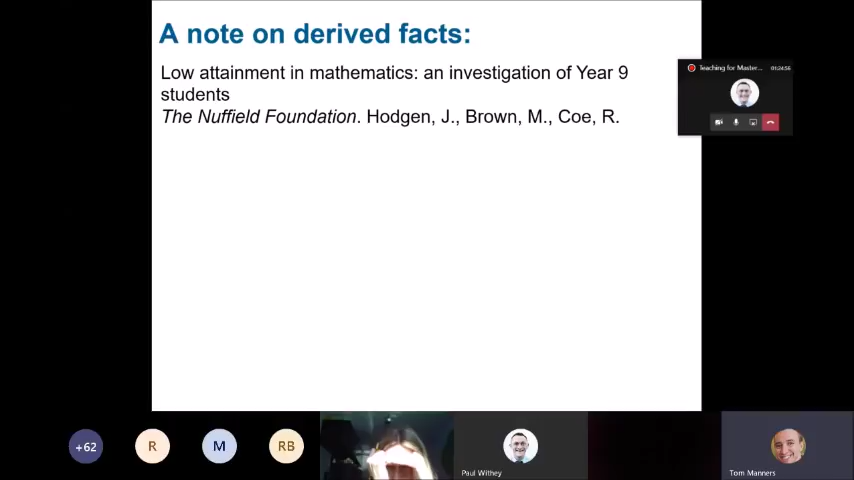 A note on derived facts:
Low attainment in mathematics: an investigation of Year 9
students
The Nuffield Foundation. Hodgen, J., Brown, M., Coe, R.
Teaching for Master...
01:24:56
+62
R
M
RB
Paul Withey
Tom Manners